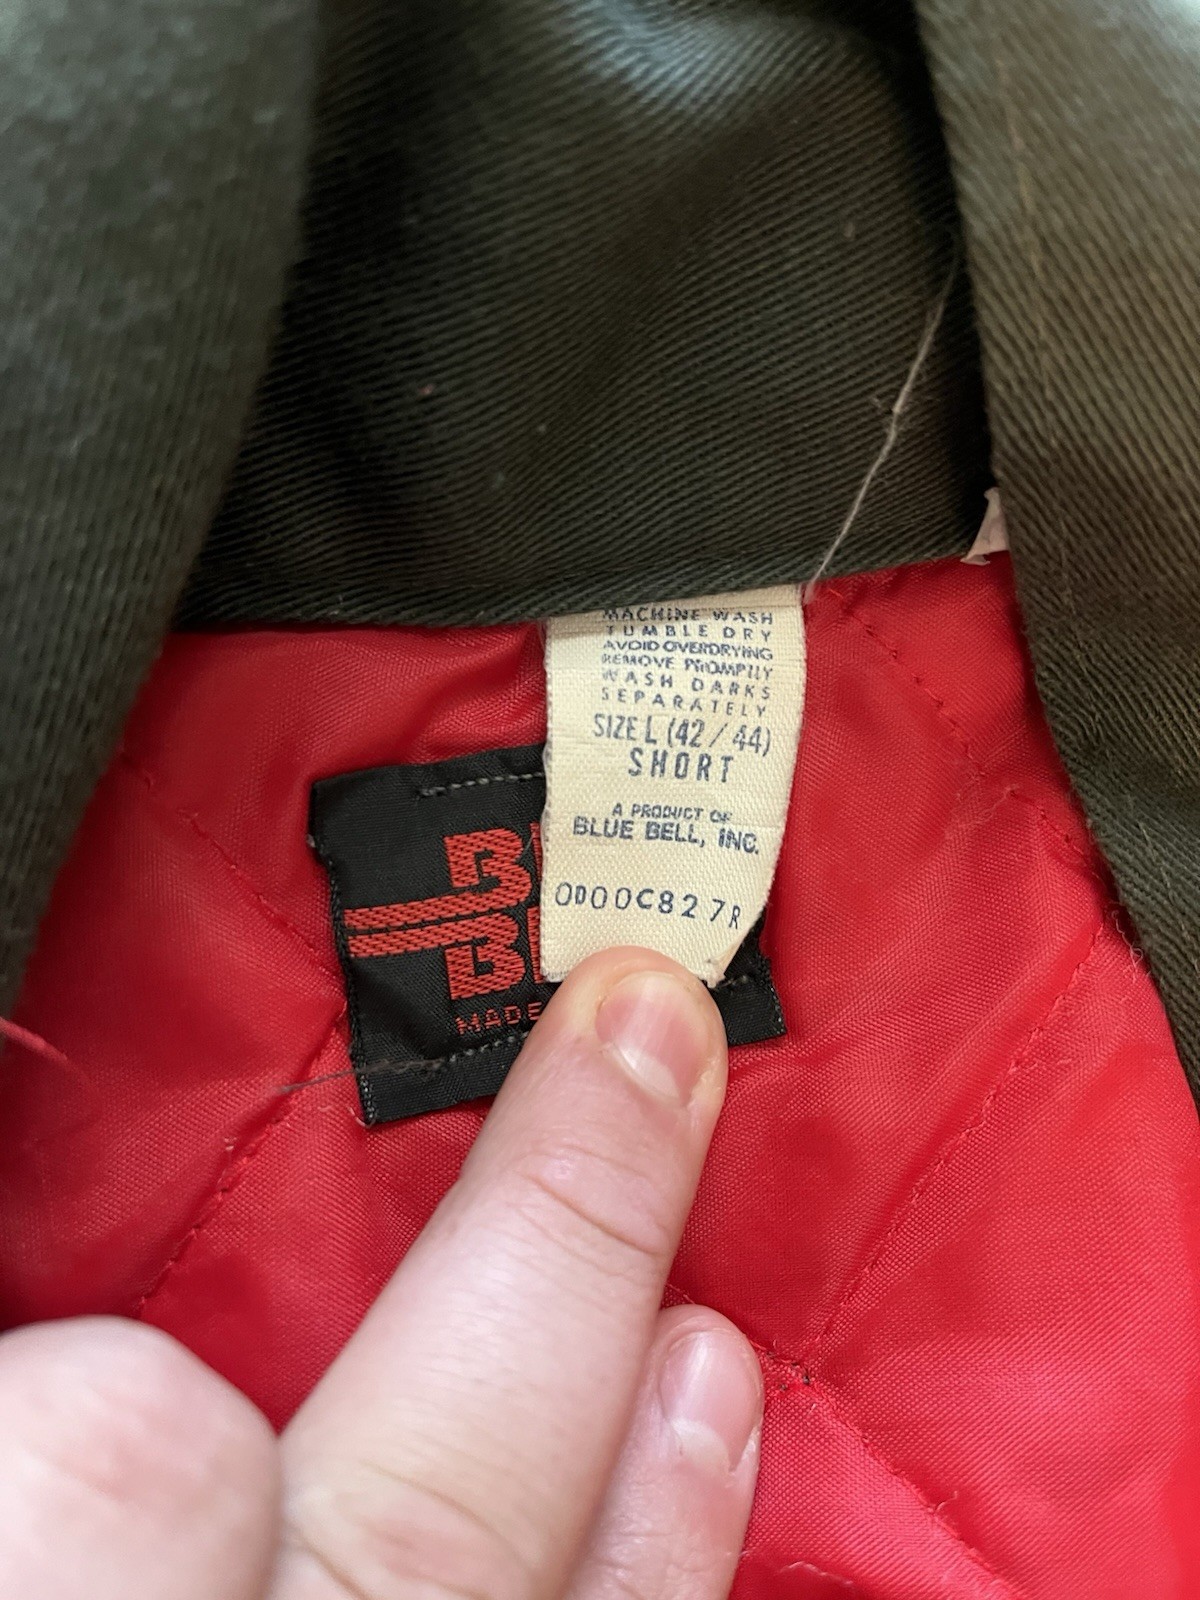 MACHINE WASH
TUMBLE DRY
AVOID OVERDRYING
REMOVE PROMPTLY
WASH DARKS
SEPARATELY
SIZE L (42/44)
SHORT
A PRODUCT OF
BLUE BELL, INC.
0D00C827R
B
B
MADE